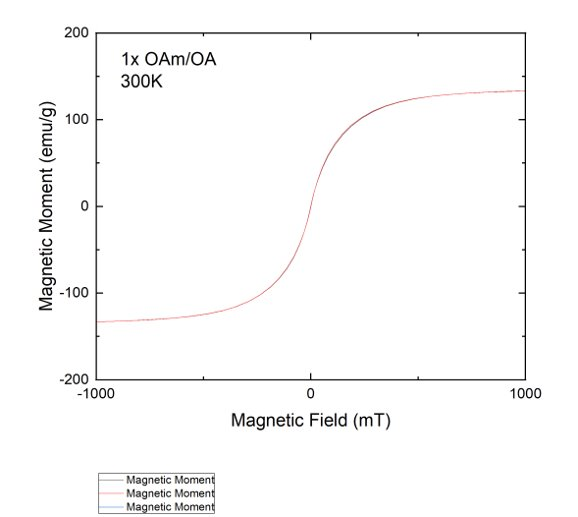 200
1x OAm/OA
300K
100
Magnetic Moment (emu/g)
0
-100
-200
-1000
0
1000
Magnetic Field (mT)
Magnetic Moment
Magnetic Moment
Magnetic Moment